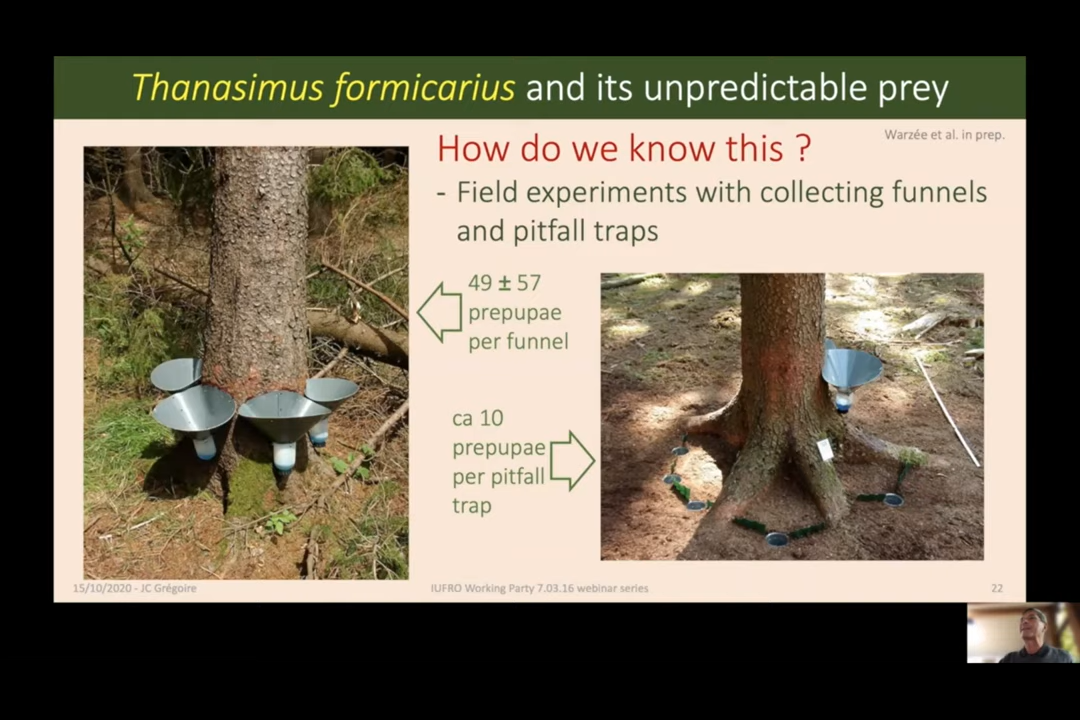 Thanasimus formicarius and its unpredictable prey
Warzée et al. in prep.
How do we know this ?
- Field experiments with collecting funnels
and pitfall traps
49 ± 57
prepupae
per funnel
ca 10
prepupae
per pitfall
trap
15/10/2020 - JC Grégoire
IUFRO Working Party 7.03.16 webinar series
22